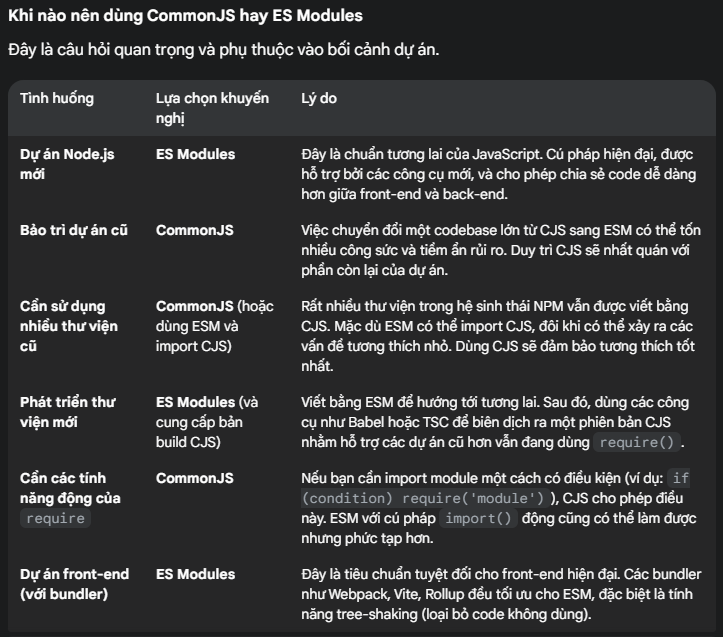 Khi nào nên dùng CommonJS hay ES Modules
Đây là câu hỏi quan trọng và phụ thuộc vào bối cảnh dự án.
Tình huống
Lựa chọn khuyến
nghị
Lý do
Dự án Node.js
mới
ES Modules
Đây là chuẩn tương lai của JavaScript. Cú pháp hiện đại, được
hỗ trợ bởi các công cụ mới, và cho phép chia sẻ code dễ dàng
hơn giữa front-end và back-end.
Bảo trì dự án cũ
CommonJS
Việc chuyển đổi một codebase lớn từ CJS sang ESM có thể tốn
nhiều công sức và tiềm ẩn rủi ro. Duy trì CJS sẽ nhất quán với
phần còn lại của dự án.
Cần sử dụng
nhiều thư viện
cũ
CommonJS (hoặc
dùng ESM và
import CJS)
Rất nhiều thư viện trong hệ sinh thái NPM vẫn được viết bằng
CJS. Mặc dù ESM có thể import CJS, đôi khi có thể xảy ra các
vấn đề tương thích nhỏ. Dùng CJS sẽ đảm bảo tương thích tốt
nhất.
Phát triển thư
viện mới
ES Modules (và
cung cấp bản
build CJS)
Viết bằng ESM để hướng tới tương lai. Sau đó, dùng các công
cụ như Babel hoặc TSC để biên dịch ra một phiên bản CJS
nhằm hỗ trợ các dự án cũ hơn vẫn đang dùng require().
Cần các tính
năng động của
require
CommonJS
Nếu bạn cần import module một cách có điều kiện (ví dụ: if
(condition) require('module')), CJS cho phép điều
này. ESM với cú pháp import() động cũng có thể làm được
nhưng phức tạp hơn.
Dự án front-end
(với bundler)
ES Modules
Đây là tiêu chuẩn tuyệt đối cho front-end hiện đại. Các bundler
như Webpack, Vite, Rollup đều tối ưu cho ESM, đặc biệt là tính
năng tree-shaking (loại bỏ code không dùng).